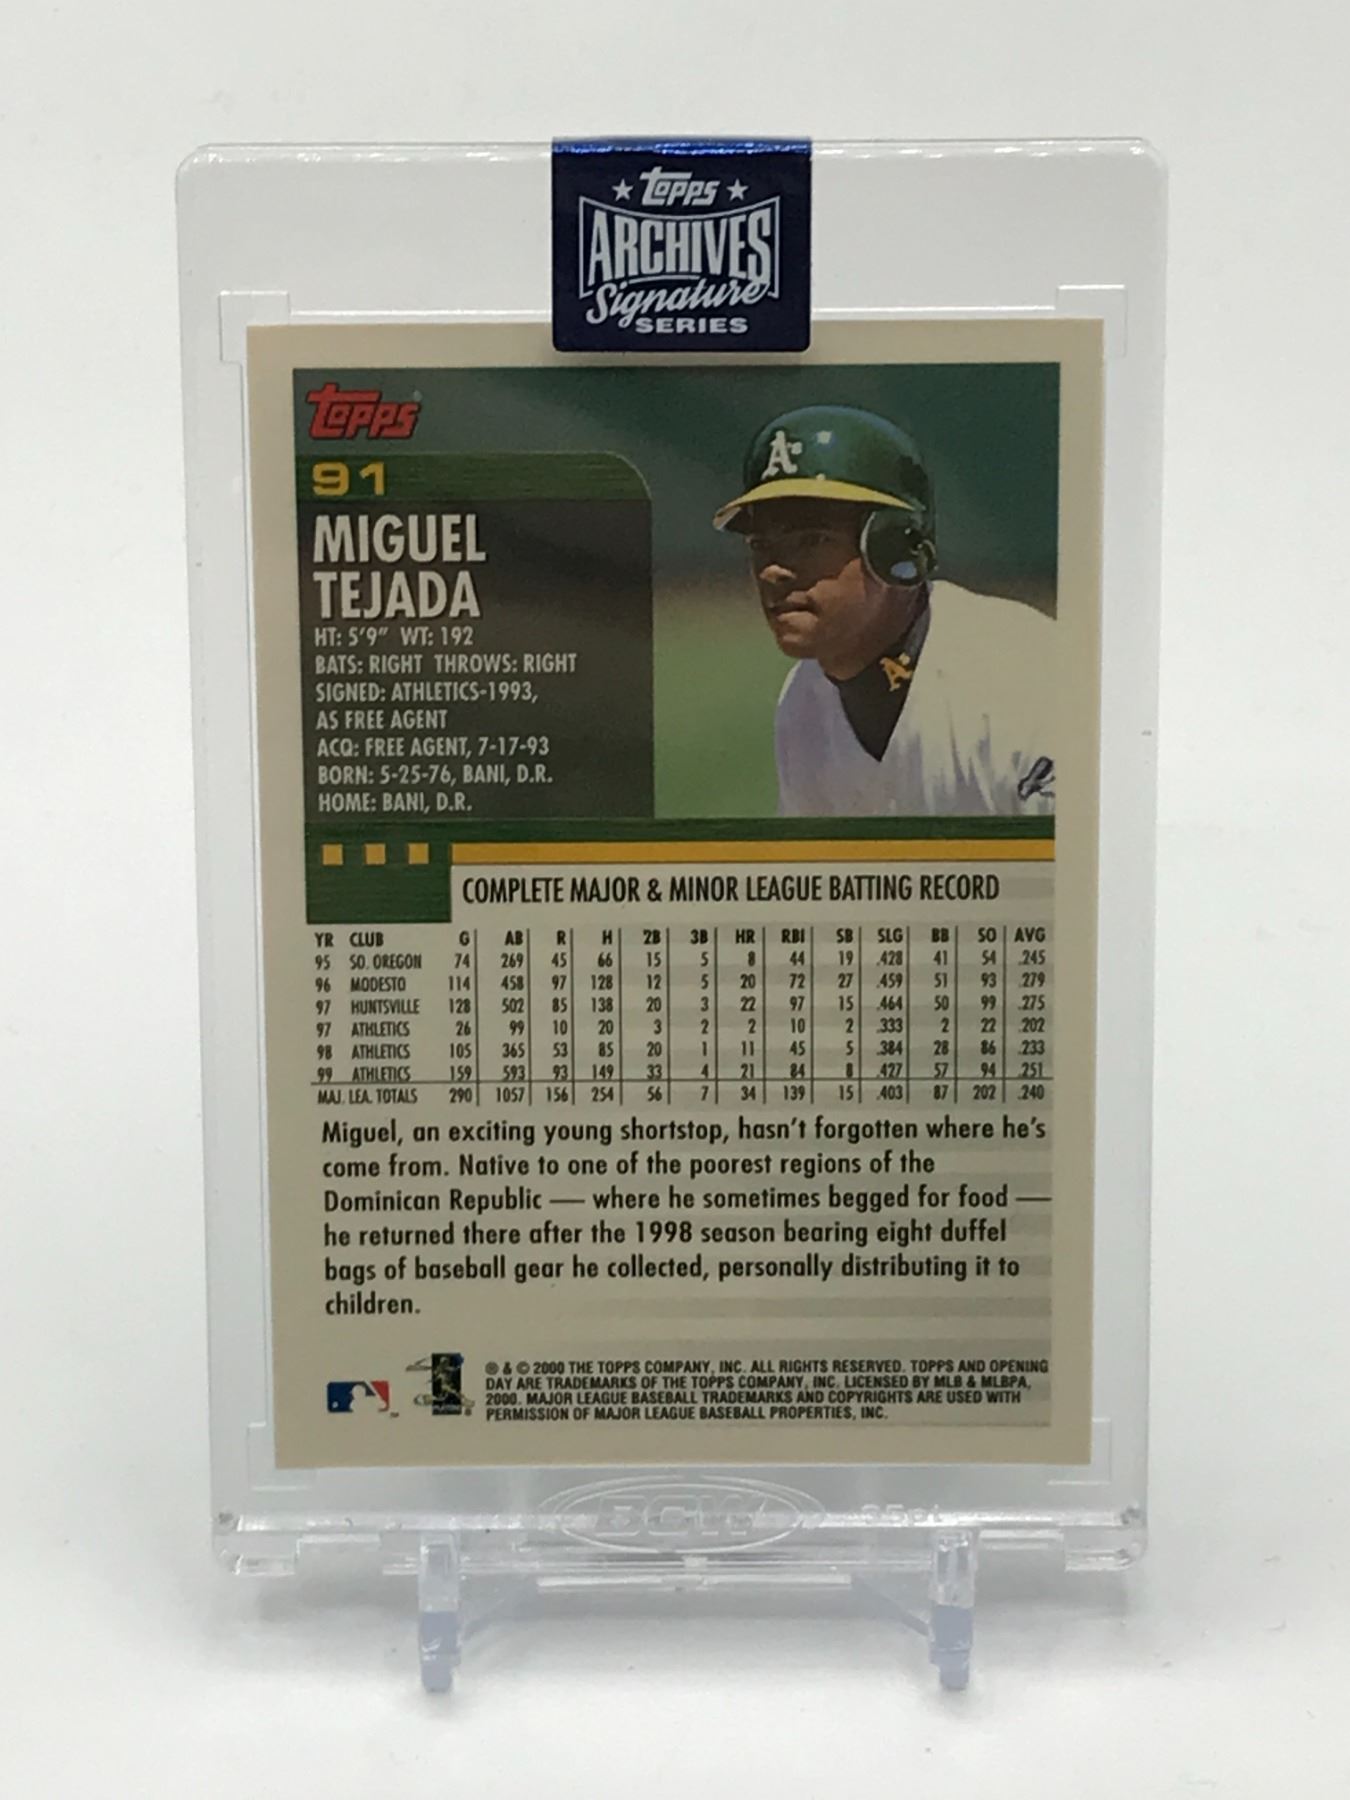 ★ Topps ★
ARCHIVES
Signature
SERIES
Topps
91
MIGUEL
TEJADA
HT: 5'9" WT: 192
BATS: RIGHT THROWS: RIGHT
SIGNED: ATHLETICS-1993,
AS FREE AGENT
ACQ: FREE AGENT, 7-17-93
BORN: 5-25-76, BANI, D.R.
HOME: BANI, D.R.
A's
A's
COMPLETE MAJOR & MINOR LEAGUE BATTING RECORD
YR CLUB G AB R H 2B 3B HR RBI SB SLG BB SO AVG
95 SO. OREGON 74 269 45 66 15 5 8 44 19 .428 41 54 .245
96 MODESTO 114 458 97 128 12 5 20 72 27 .459 51 93 .279
97 HUNTSVILLE 128 502 85 138 20 3 22 97 15 .464 50 99 .275
97 ATHLETICS 26 99 10 20 3 2 2 10 2 .333 2 22 .202
98 ATHLETICS 105 365 53 85 20 1 11 45 5 .384 28 86 .233
99 ATHLETICS 159 593 93 149 33 4 21 84 8 .427 57 94 .251
MAJ. LEA. TOTALS 290 1057 156 254 56 7 34 139 15 .403 87 202 .240
Miguel, an exciting young shortstop, hasn't forgotten where he's
come from. Native to one of the poorest regions of the
Dominican Republic — where he sometimes begged for food —
he returned there after the 1998 season bearing eight duffel
bags of baseball gear he collected, personally distributing it to
children.
® & © 2000 THE TOPPS COMPANY, INC. ALL RIGHTS RESERVED. TOPPS AND OPENING
DAY ARE TRADEMARKS OF THE TOPPS COMPANY, INC. LICENSED BY MLB & MLBPA,
2000. MAJOR LEAGUE BASEBALL TRADEMARKS AND COPYRIGHTS ARE USED WITH
PERMISSION OF MAJOR LEAGUE BASEBALL PROPERTIES, INC.
BCW 35pt